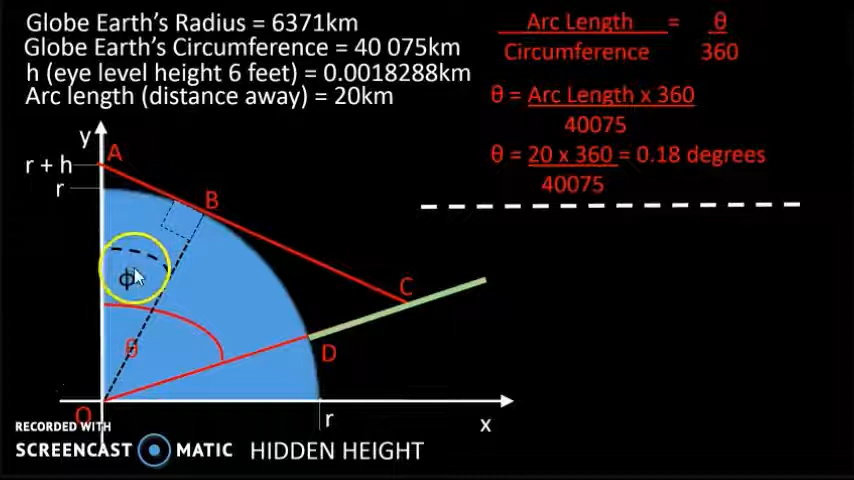 Globe Earth's Radius = 6371km
Globe Earth's Circumference = 40 075km
h (eye level height 6 feet) = 0.0018288km
Arc length (distance away) = 20km
Arc Length = θ
Circumference 360
θ = Arc Length x 360
40075
θ = 20 x 360 = 0.18 degrees
40075
y
A
r + h
r
B
ϕ
C
θ
D
O
r
x
RECORDED WITH
SCREENCAST MATIC
HIDDEN HEIGHT